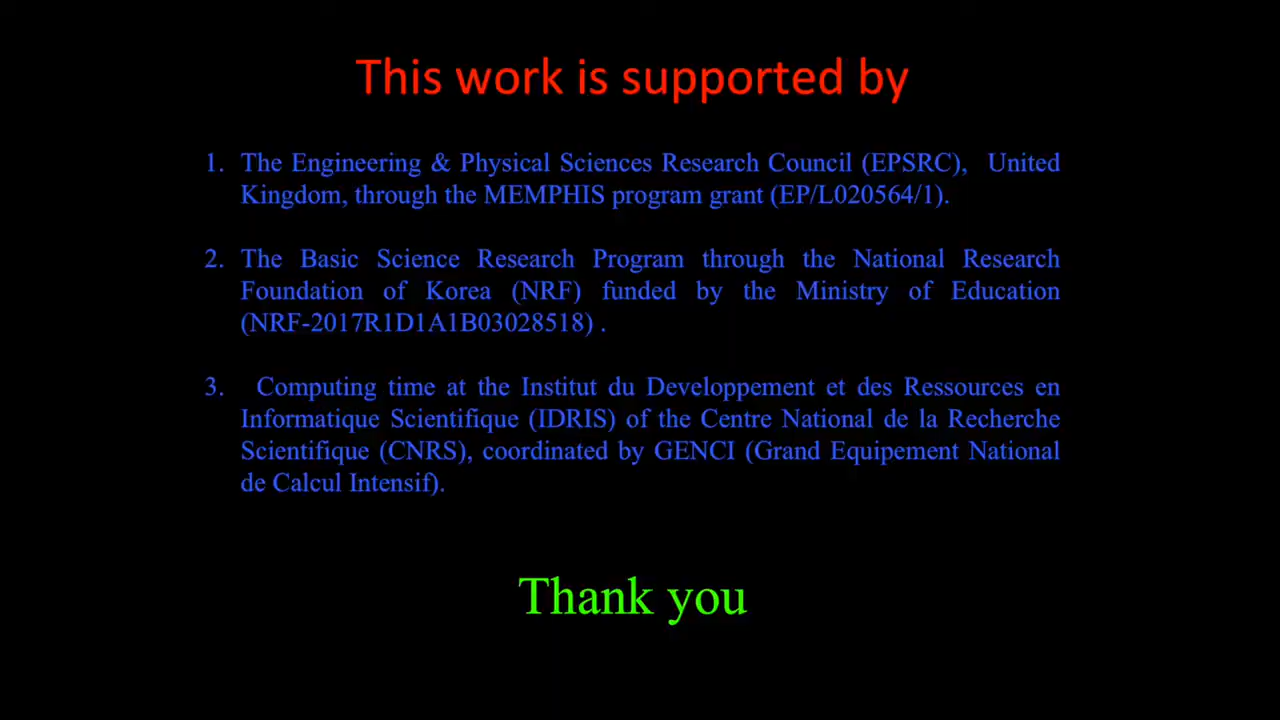 This work is supported by
1. The Engineering & Physical Sciences Research Council (EPSRC), United
Kingdom, through the MEMPHIS program grant (EP/L020564/1).
2. The Basic Science Research Program through the National Research
Foundation of Korea (NRF) funded by the Ministry of Education
(NRF-2017R1D1A1B03028518) .
3. Computing time at the Institut du Developpement et des Ressources en
Informatique Scientifique (IDRIS) of the Centre National de la Recherche
Scientifique (CNRS), coordinated by GENCI (Grand Equipement National
de Calcul Intensif).
Thank you